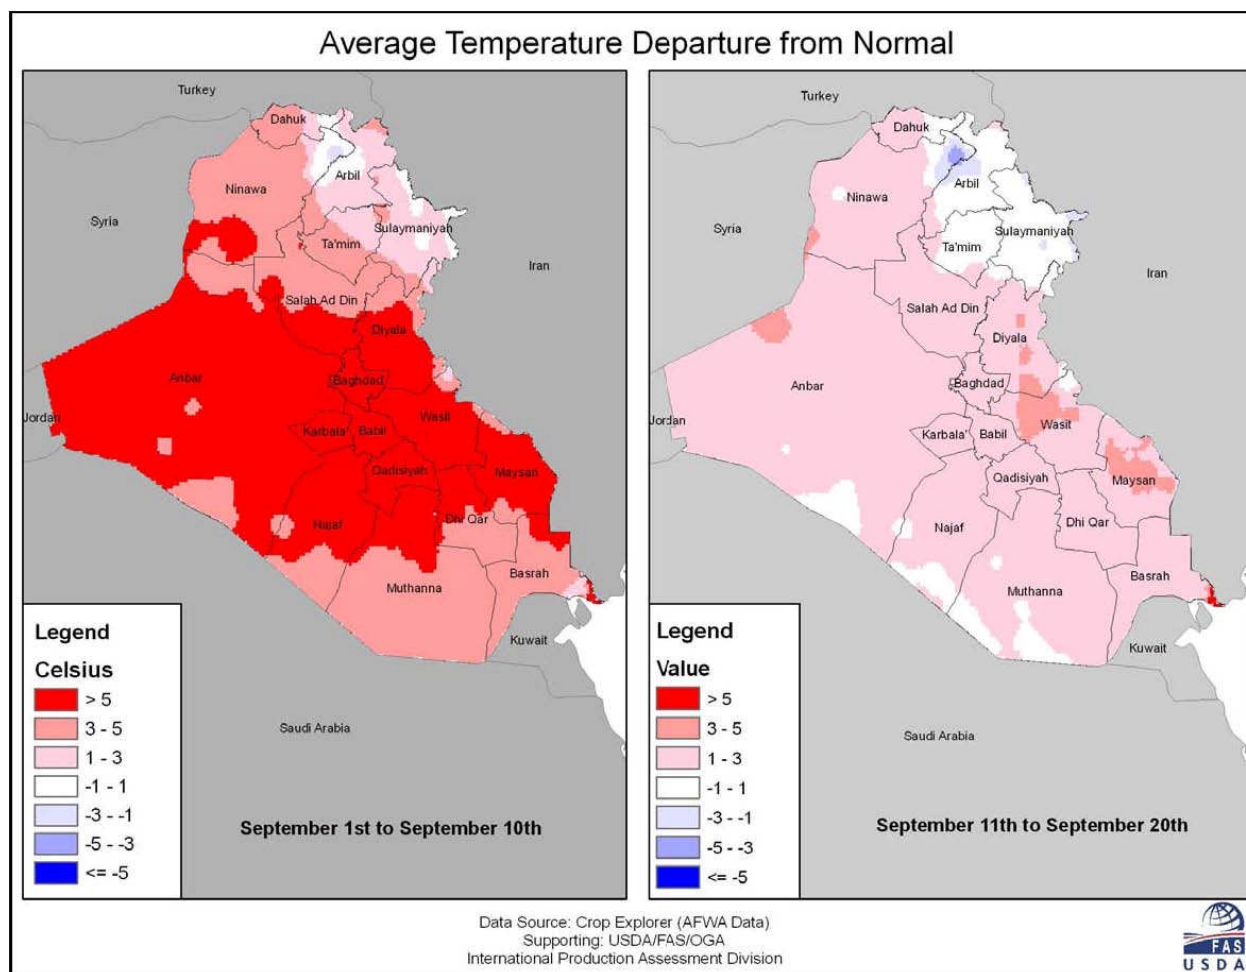 Average Temperature Departure from Normal
Turkey
Dahuk
Ninawa
Arbil
Syria
Sulaymaniyah
Ta'mim
Iran
Salah Ad Din
Diyala
Anbar
Baghdad
Jordan
Wasit
Karbala'
Babil
Qadisiyah
Maysan
Najaf
Dhi Qar
Basrah
Muthanna
Kuwait
Saudi Arabia
Legend
Celsius
> 5
3 - 5
1 - 3
-1 - 1
-3 - -1
-5 - -3
<= -5
September 1st to September 10th
Turkey
Dahuk
Arbil
Ninawa
Syria
Sulaymaniyah
Ta'mim
Iran
Salah Ad Din
Diyala
Anbar
Baghdad
Jordan
Wasit
Karbala'
Babil
Qadisiyah
Maysan
Najaf
Dhi Qar
Basrah
Muthanna
Kuwait
Saudi Arabia
Legend
Value
> 5
3 - 5
1 - 3
-1 - 1
-3 - -1
-5 - -3
<= -5
September 11th to September 20th
Data Source: Crop Explorer (AFWA Data)
Supporting: USDA/FAS/OGA
International Production Assessment Division
FAS
USDA